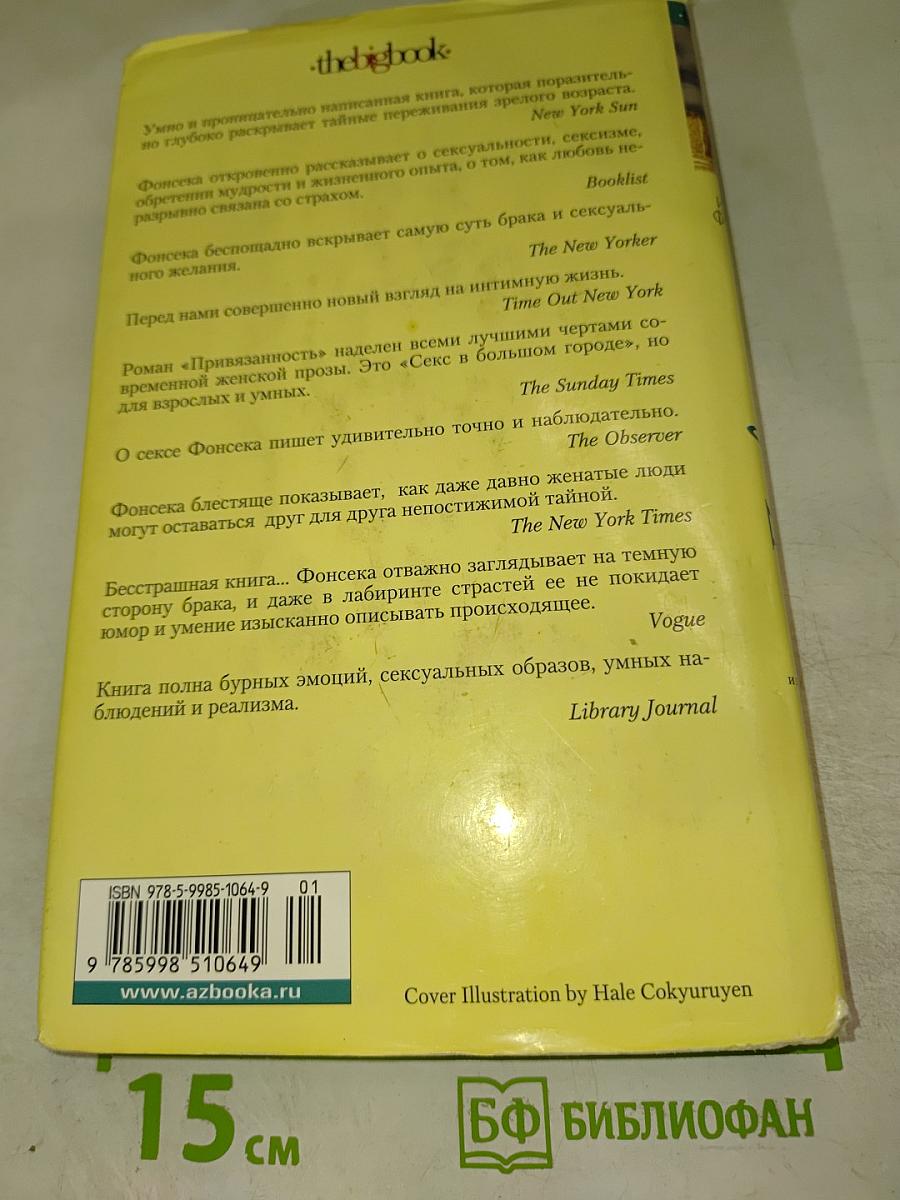 ·thebigbook·
Умно и проницательно написанная книга, которая поразитель-
но глубоко раскрывает тайные переживания зрелого возраста.
New York Sun
Фонсека откровенно рассказывает о сексуальности, сексизме,
обретении мудрости и жизненного опыта, о том, как любовь не-
разрывно связана со страхом.
Booklist
Фонсека беспощадно вскрывает самую суть брака и сексуаль-
ного желания.
The New Yorker
Перед нами совершенно новый взгляд на интимную жизнь.
Time Out New York
Роман «Привязанность» наделен всеми лучшими чертами со-
временной женской прозы. Это «Секс в большом городе», но
для взрослых и умных.
The Sunday Times
О сексе Фонсека пишет удивительно точно и наблюдательно.
The Observer
Фонсека блестяще показывает, как даже давно женатые люди
могут оставаться друг для друга непостижимой тайной.
The New York Times
Бесстрашная книга... Фонсека отважно заглядывает на темную
сторону брака, и даже в лабиринте страстей ее не покидает
юмор и умение изысканно описывать происходящее.
Vogue
Книга полна бурных эмоций, сексуальных образов, умных на-
блюдений и реализма.
Library Journal
ISBN 978-5-9985-1064-9 01
9 785998 510649
www.azbooka.ru
Cover Illustration by Hale Cokyuruyen
15 см
БФ БИБЛИОФАН